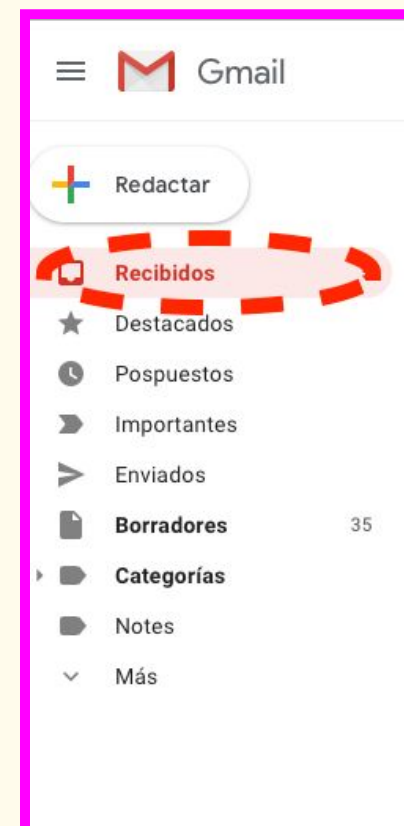 Gmail
Redactar
Recibidos
Destacados
Pospuestos
Importantes
Enviados
Borradores 35
Categorías
Notes
Más